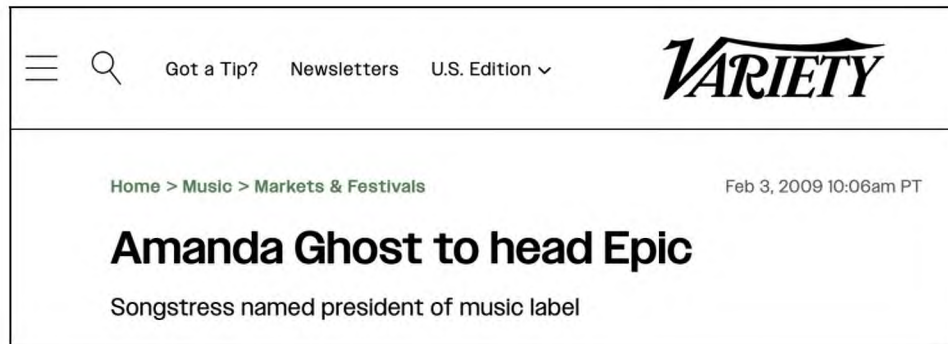 Got a Tip? Newsletters U.S. Edition VARIETY
Home > Music > Markets & Festivals Feb 3, 2009 10:06am PT
Amanda Ghost to head Epic
Songstress named president of music label